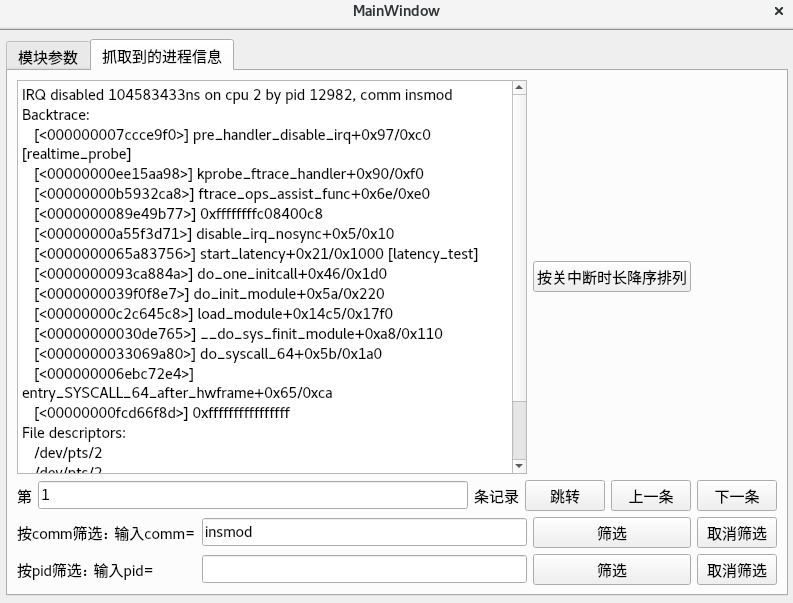 MainWindow
模块参数
抓取到的进程信息
IRQ disabled 104583433ns on cpu 2 by pid 12982, comm insmod
Backtrace:
[<000000007ccce9f0>] pre_handler_disable_irq+0x97/0xc0
[realtime_probe]
[<00000000ee15aa98>] kprobe_ftrace_handler+0x90/0xf0
[<00000000b5932ca8>] ftrace_ops_assist_func+0x6e/0xe0
[<0000000089e49b77>] 0xffffffffc08400c8
[<00000000a55f3d71>] disable_irq_nosync+0x5/0x10
[<0000000065a83756>] start_latency+0x21/0x1000 [latency_test]
[<0000000093ca884a>] do_one_initcall+0x46/0x1d0
[<0000000039f0f8e7>] do_init_module+0x5a/0x220
[<00000000c2c645c8>] load_module+0x14c5/0x17f0
[<00000000030de765>] __do_sys_finit_module+0xa8/0x110
[<0000000033069a80>] do_syscall_64+0x5b/0x1a0
[<000000006ebc72e4>]
entry_SYSCALL_64_after_hwframe+0x65/0xca
[<00000000fcd66f8d>] 0xffffffffffffffff
File descriptors:
/dev/pts/2
/dev/pts/2
按关中断时长降序排列
第 1 条记录 跳转 上一条 下一条
按comm筛选：输入comm= insmod 筛选 取消筛选
按pid筛选：输入pid= 筛选 取消筛选